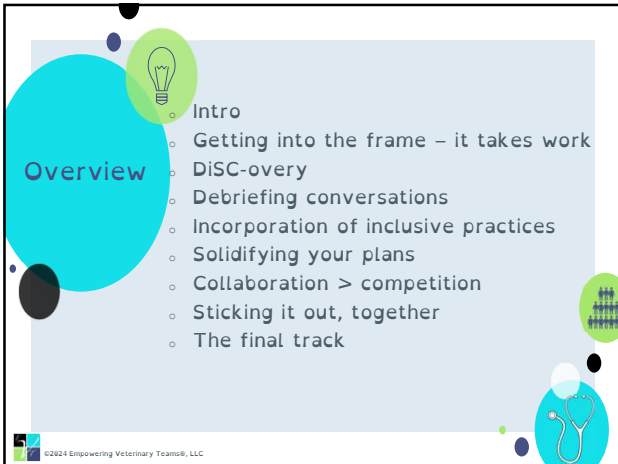 Overview
Intro
Getting into the frame – it takes work
DiSC-overy
Debriefing conversations
Incorporation of inclusive practices
Solidifying your plans
Collaboration > competition
Sticking it out, together
The final track
©2024 Empowering Veterinary Teams®, LLC